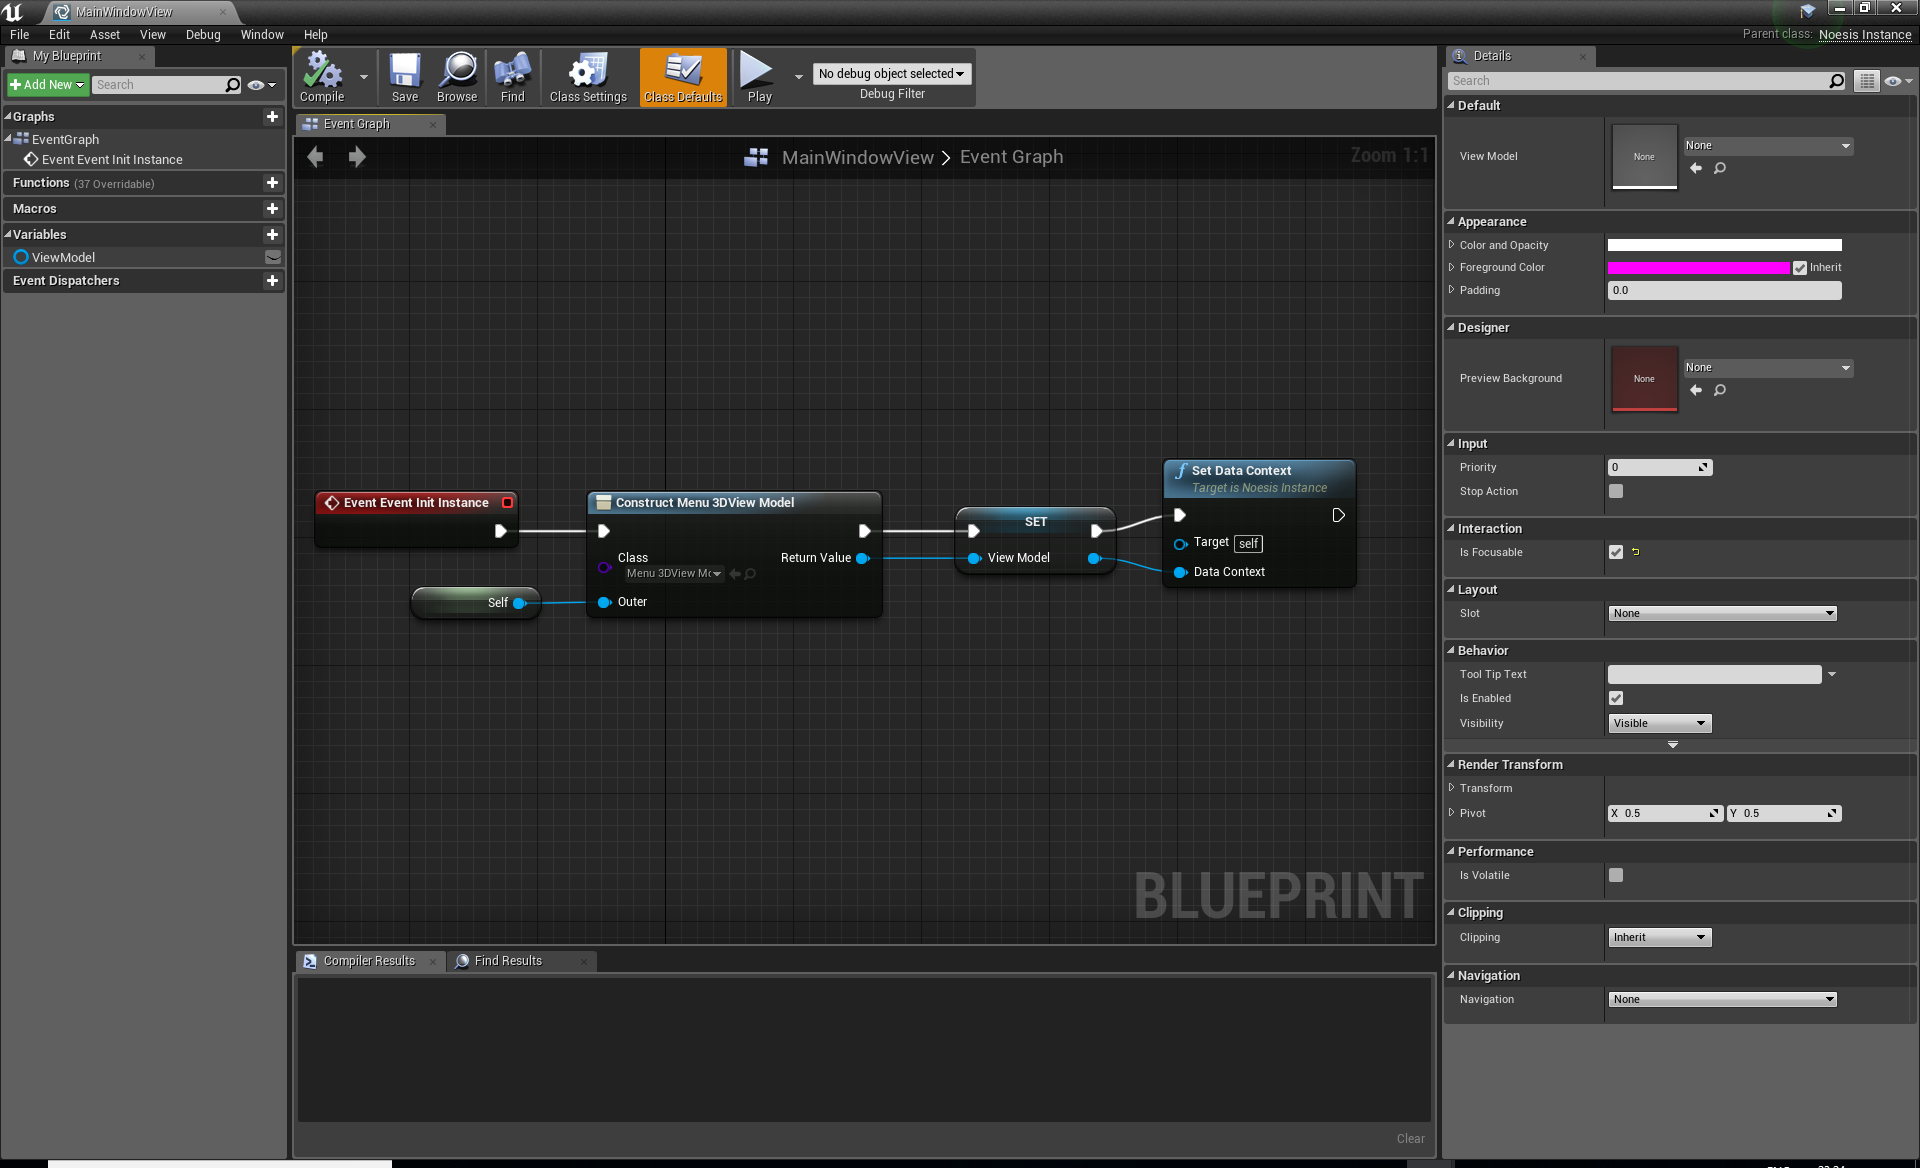 MainWindowView
File Edit Asset View Debug Window Help
Parent class: Noesis Instance
My Blueprint
Add New
Search
Graphs
EventGraph
Event Event Init Instance
Functions (37 Overridable)
Macros
Variables
ViewModel
Event Dispatchers
Compile
Save
Browse
Find
Class Settings
Class Defaults
Play
No debug object selected
Debug Filter
Event Graph
MainWindowView > Event Graph
Zoom 1:1
Event Event Init Instance
Self
Construct Menu 3DView Model
Class
Return Value
Menu 3DView Mc
Outer
SET
View Model
Set Data Context
Target is Noesis Instance
Target self
Data Context
BLUEPRINT
Compiler Results
Find Results
Clear
Details
Search
Default
View Model
None
None
Appearance
Color and Opacity
Foreground Color
Inherit
Padding
0.0
Designer
Preview Background
None
None
Input
Priority
0
Stop Action
Interaction
Is Focusable
Layout
Slot
None
Behavior
Tool Tip Text
Is Enabled
Visibility
Visible
Render Transform
Transform
Pivot
X 0.5
Y 0.5
Performance
Is Volatile
Clipping
Clipping
Inherit
Navigation
Navigation
None